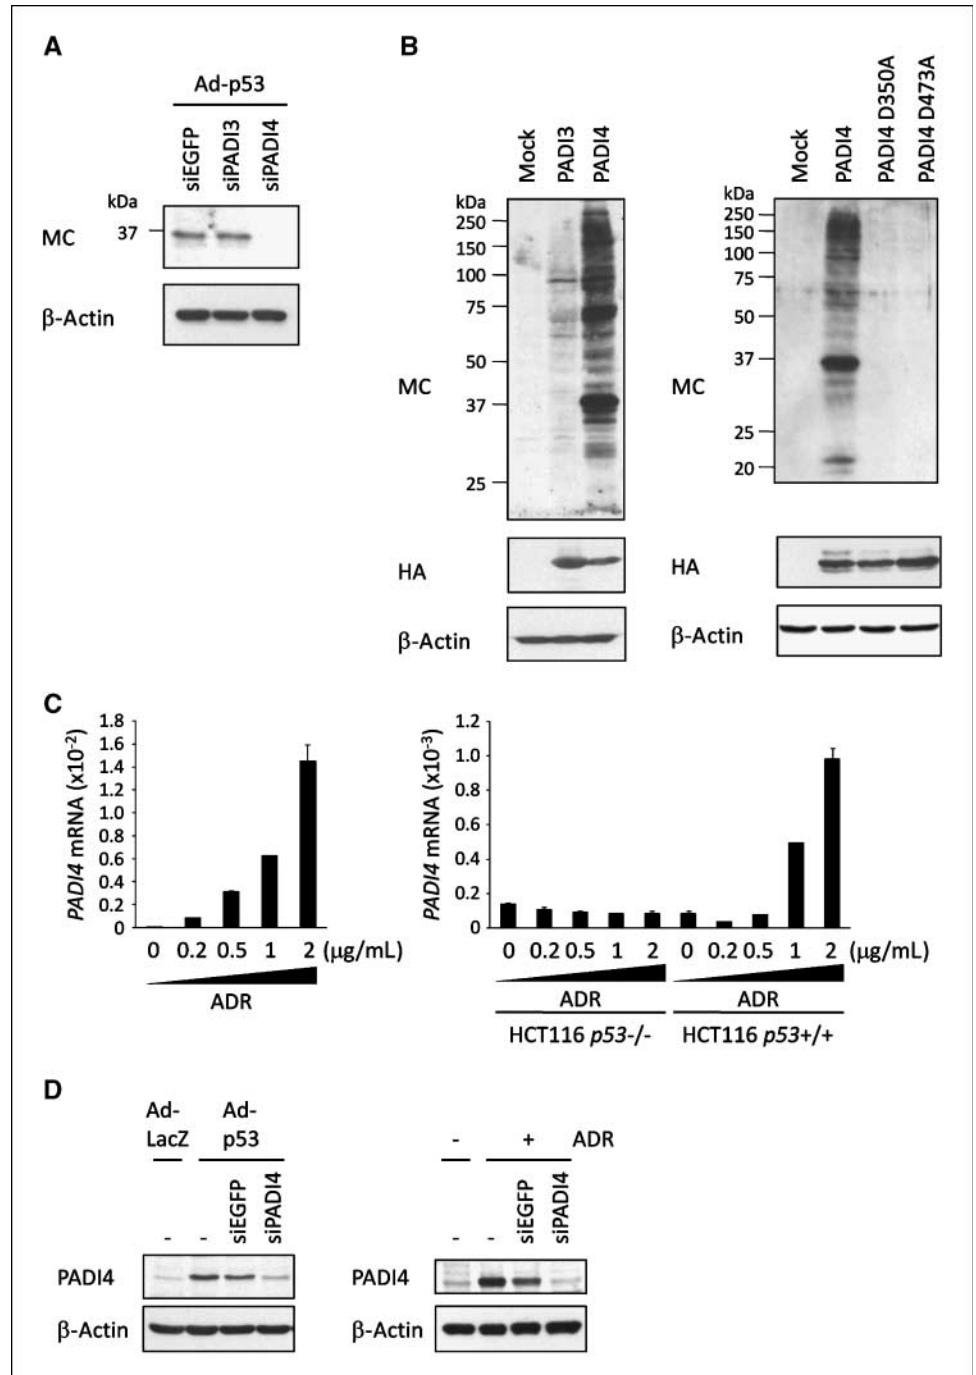 A
Ad-p53
siEGFP
siPADI3
siPADI4
kDa
MC
37
β-Actin
B
Mock
PADI3
PADI4
kDa
250
150
100
75
50
MC
37
25
HA
β-Actin
Mock
PADI4
PADI4 D350A
PADI4 D473A
kDa
250
150
100
75
50
37
MC
25
20
HA
β-Actin
C
PADI4 mRNA (x10⁻²)
1.8
1.6
1.4
1.2
1.0
0.8
0.6
0.4
0.2
0
0 0.2 0.5 1 2 (μg/mL)
ADR
PADI4 mRNA (x10⁻³)
1.2
1.0
0.8
0.6
0.4
0.2
0
0 0.2 0.5 1 2 0 0.2 0.5 1 2 (μg/mL)
ADR ADR
HCT116 p53-/- HCT116 p53+/+
D
Ad-LacZ
Ad-p53
- - siEGFP siPADI4
PADI4
β-Actin
- + ADR
- - siEGFP siPADI4
PADI4
β-Actin